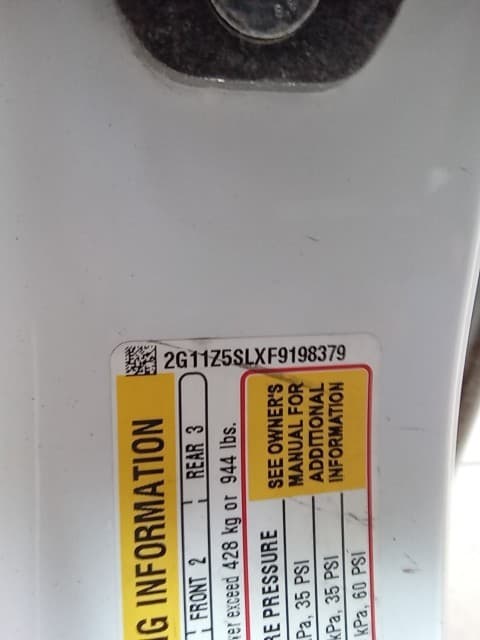 2G11Z5SLXF9198379
G INFORMATION
FRONT 2 REAR 3
exceed 428 kg or 944 lbs.
RE PRESSURE
SEE OWNER'S
MANUAL FOR
ADDITIONAL
INFORMATION
Pa, 35 PSI
kPa, 35 PSI
kPa, 60 PSI